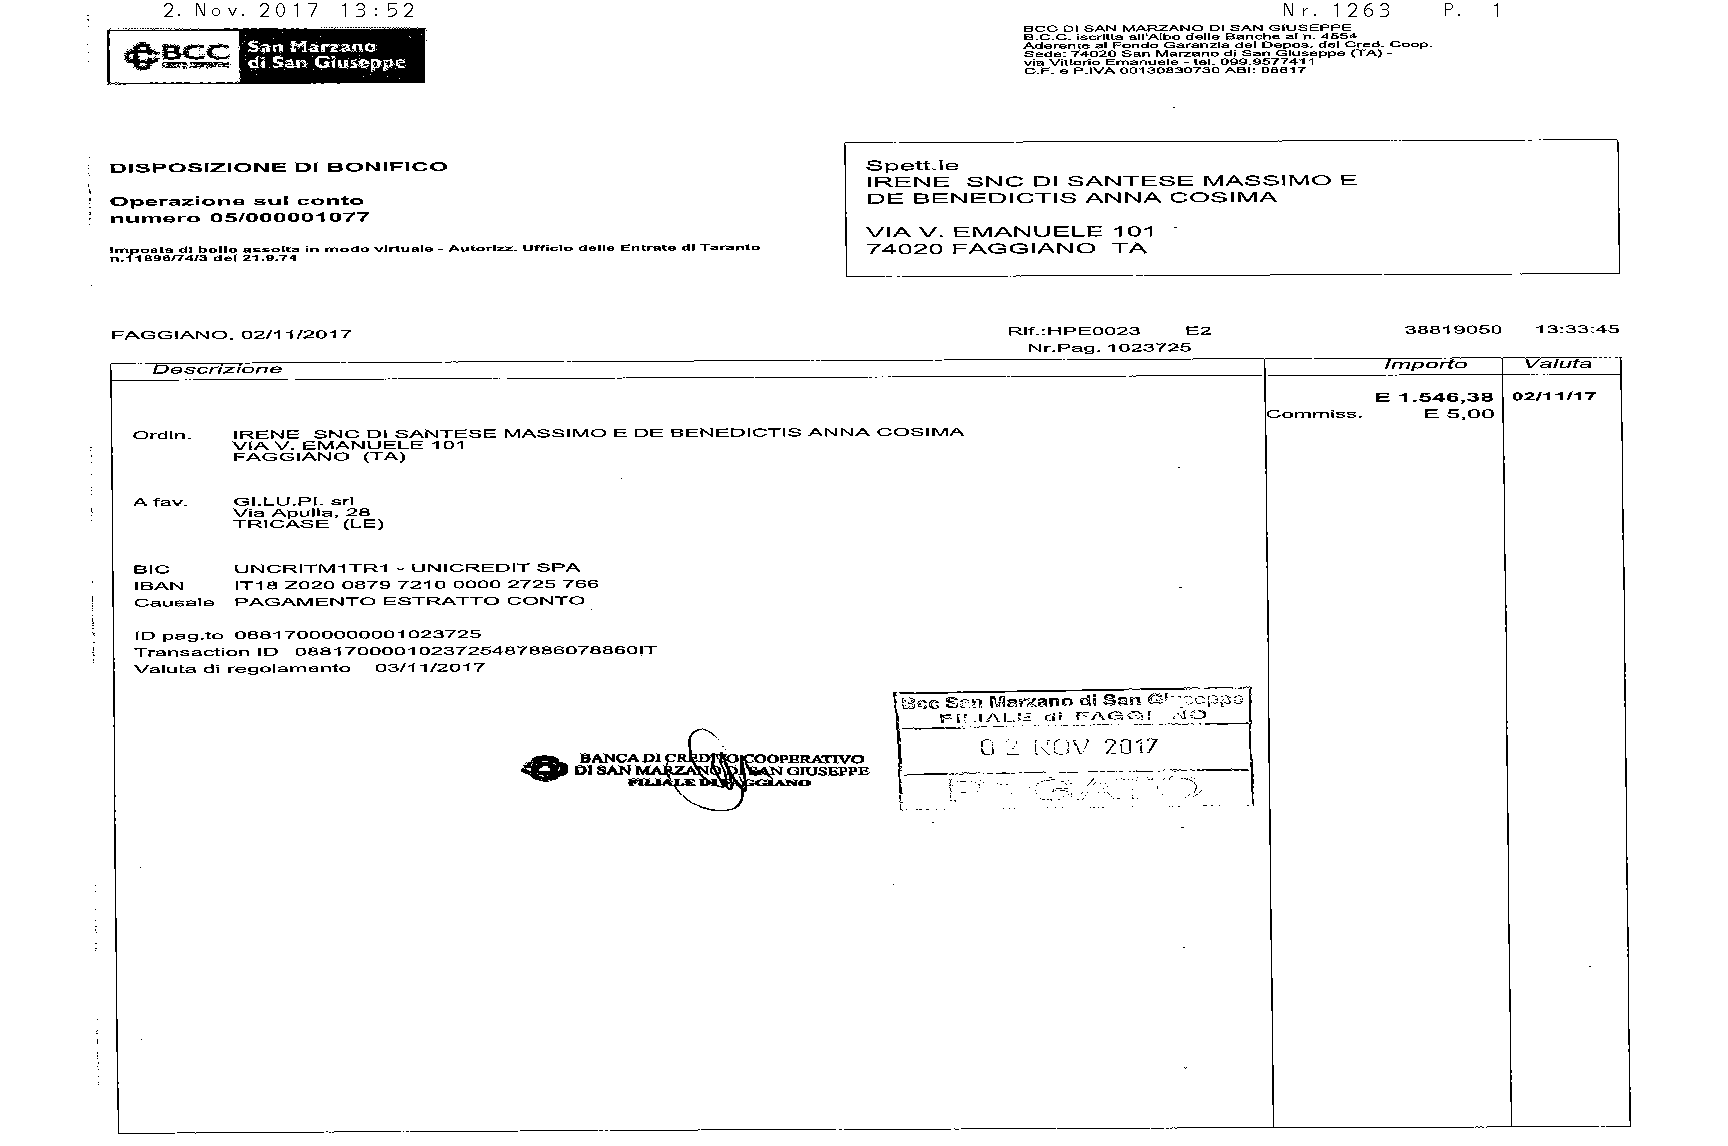 2. Nov. 2017 13:52
Nr. 1263 P. 1
BCC
San Marzano
di San Giuseppe
BCC DI SAN MARZANO DI SAN GIUSEPPE
B.C.C. iscritta all'Albo delle Banche al n. 4554
Aderente al Fondo Garanzia dei Depos. del Cred. Coop.
Sede: 74020 San Marzano di San Giuseppe (TA) -
via Vittorio Emanuele - tel. 099.9577411
C.F. e P.IVA 00130830730 ABI: 08817
DISPOSIZIONE DI BONIFICO
Operazione sul conto
numero 05/000001077
Imposta di bollo assolta in modo virtuale - Autorizz. Ufficio delle Entrate di Taranto
n.11896/74/3 del 21.9.74
Spett.le
IRENE SNC DI SANTESE MASSIMO E
DE BENEDICTIS ANNA COSIMA
VIA V. EMANUELE 101
74020 FAGGIANO TA
FAGGIANO, 02/11/2017
Rif.:HPE0023 E2 38819050 13:33:45
Nr.Pag. 1023725
Descrizione Importo Valuta
E 1.546,38 02/11/17
Commiss. E 5,00
Ordin. IRENE SNC DI SANTESE MASSIMO E DE BENEDICTIS ANNA COSIMA
VIA V. EMANUELE 101
FAGGIANO (TA)
A fav. GI.LU.PI. srl
Via Apulia, 28
TRICASE (LE)
BIC UNCRITM1TR1 - UNICREDIT SPA
IBAN IT18 Z020 0879 7210 0000 2725 766
Causale PAGAMENTO ESTRATTO CONTO
ID pag.to 08817000000001023725
Transaction ID 0881700001023725487886078860IT
Valuta di regolamento 03/11/2017
Bcc San Marzano di San Giuseppe
FILIALE di FAGGIANO
02 NOV 2017
PAGATO
BANCA DI CREDITO COOPERATIVO
DI SAN MARZANO DI SAN GIUSEPPE
FILIALE DI FAGGIANO